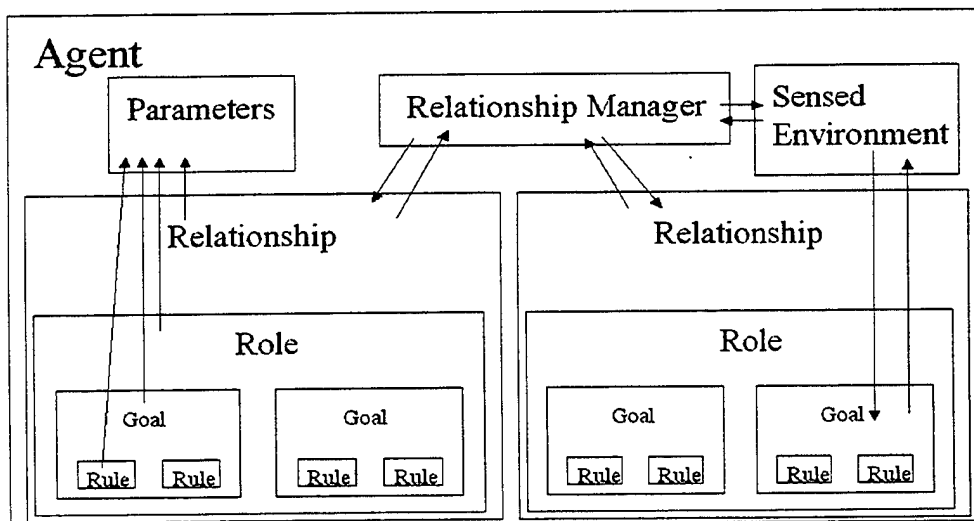 Agent
Parameters
Relationship Manager
Sensed
Environment
Relationship
Relationship
Role
Role
Goal
Goal
Goal
Goal
Rule
Rule
Rule
Rule
Rule
Rule
Rule
Rule